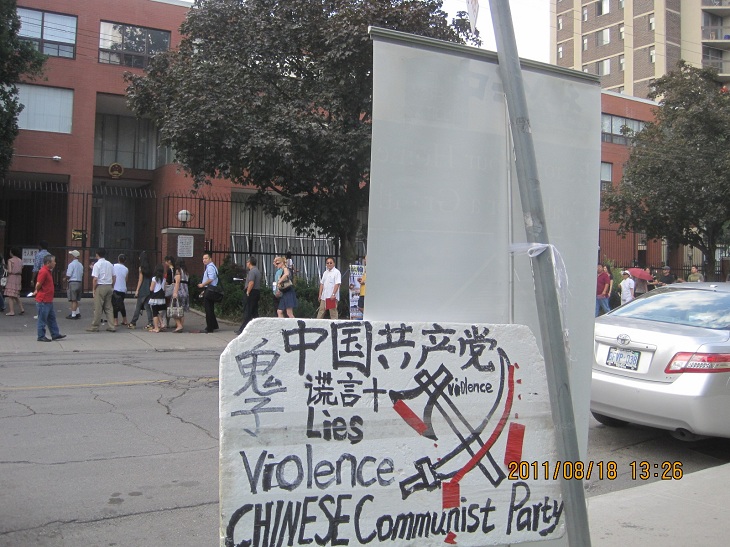 中国共产党
鬼子
谎言+
violence
Lies
Violence
CHINESE Communist Party
2011/08/18 13:26